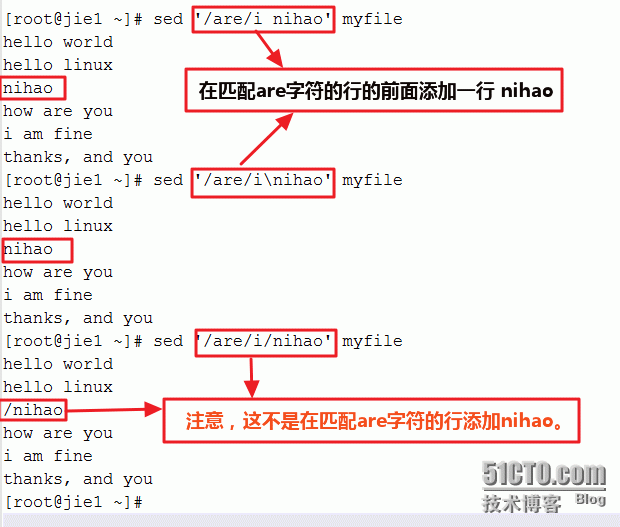 [root@jie1 ~]# sed '/are/i nihao' myfile
hello world
hello linux
nihao
在匹配are字符的行的前面添加一行 nihao
how are you
i am fine
thanks, and you
[root@jie1 ~]# sed '/are/i\nihao' myfile
hello world
hello linux
nihao
how are you
i am fine
thanks, and you
[root@jie1 ~]# sed '/are/i/nihao' myfile
hello world
hello linux
/nihao
注意，这不是在匹配are字符的行添加nihao。
how are you
i am fine
thanks, and you
[root@jie1 ~]#
51CTO.com
技术博客 Blog